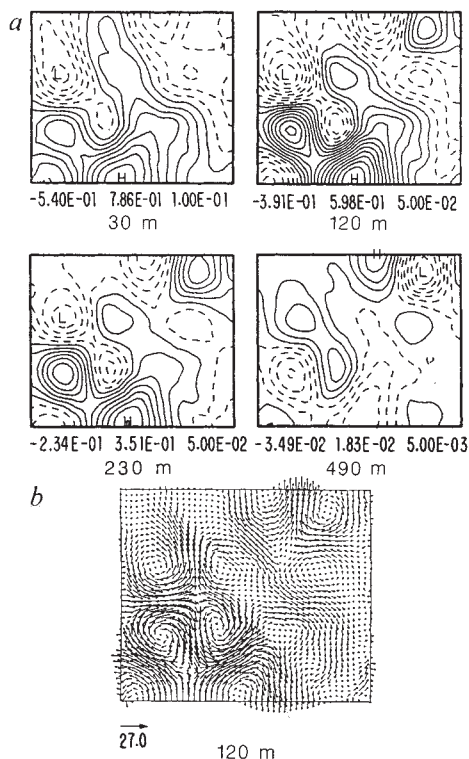 a
L
H
-5.40E-01 7.86E-01 1.00E-01
30 m
L
H
-3.91E-01 5.98E-01 5.00E-02
120 m
L
H
-2.34E-01 3.51E-01 5.00E-02
230 m
H
L
-3.49E-02 1.83E-02 5.00E-03
490 m
b
27.0
120 m